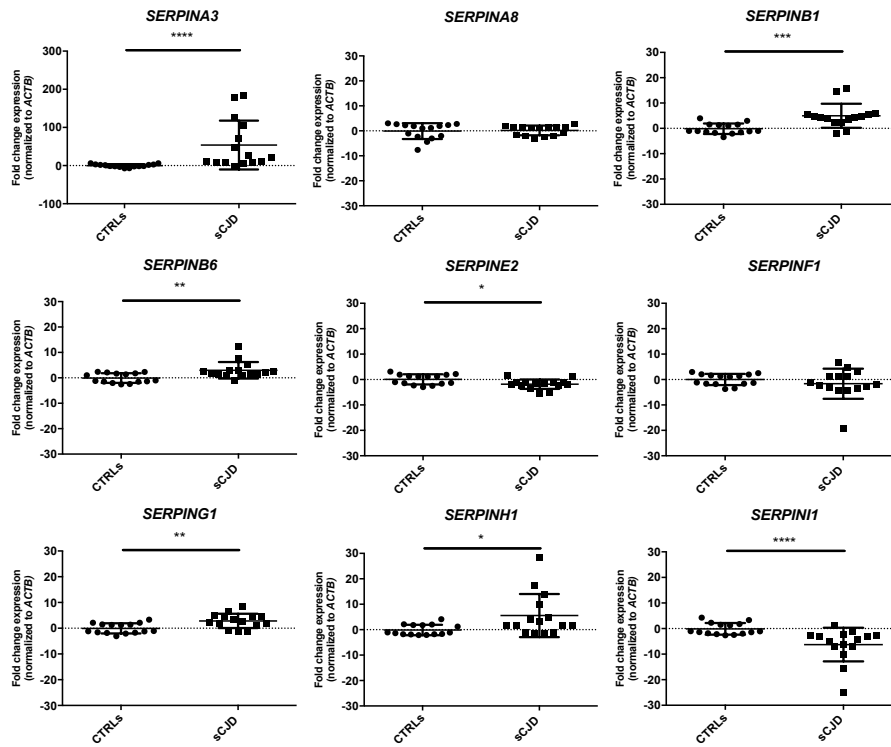 SERPINA3
****
Fold change expression
(normalized to ACTB)
300
200
100
0
-100
CTRLs
sCJD
SERPINA8
Fold change expression
(normalized to ACTB)
30
20
10
0
-10
-20
-30
CTRLs
sCJD
SERPINB1
***
Fold change expression
(normalized to ACTB)
30
20
10
0
-10
-20
30
CTRLs
sCJD
SERPINB6
**
Fold change expression
(normalized to ACTB)
30
20
10
0
-10
-20
-30
CTRLs
sCJD
SERPINE2
*
Fold change expression
(normalized to ACTB)
30
20
10
0
-10
-20
-30
CTRLs
sCJD
SERPINF1
Fold change expression
(normalized to ACTB)
30
20
10
0
-10
-20
-30
CTRLs
sCJD
SERPING1
**
Fold change expression
(normalized to ACTB)
30
20
10
0
-10
-20
-30
CTRLs
sCJD
SERPINH1
*
Fold change expression
(normalized to ACTB)
30
20
10
0
-10
-20
-30
CTRLs
sCJD
SERPINI1
****
Fold change expression
(normalized to ACTB)
30
20
10
0
-10
-20
-30
CTRLs
sCJD